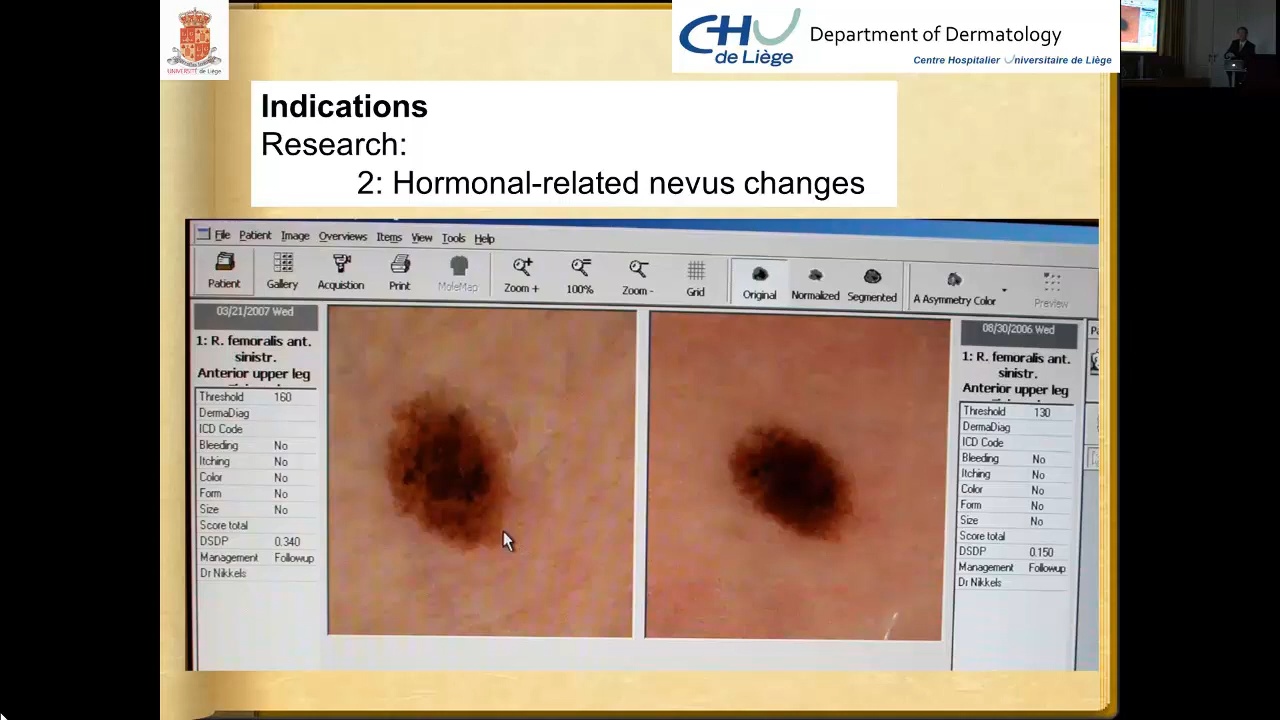 UNIVERSITÉ de Liège
CHU
de Liège
Department of Dermatology
Centre Hospitalier Universitaire de Liège
Indications
Research:
2: Hormonal-related nevus changes
File Patient Image Overviews Items View Tools Help
Patient Gallery Acquistion Print MoleMap Zoom + 100% Zoom - Grid Original Normalized Segmented A Asymmetry Color Preview
03/21/2007 Wed
1: R. femoralis ant.
sinistr.
Anterior upper leg
Threshold 160
DermaDiag
ICD Code
Bleeding No
Itching No
Color No
Form No
Size No
Score total
DSDP 0.340
Management Followup
Dr Nikkels
08/30/2006 Wed
1: R. femoralis ant.
sinistr.
Anterior upper leg
Threshold 130
DermaDiag
ICD Code
Bleeding No
Itching No
Color No
Form No
Size No
Score total
DSDP 0.150
Management Followup
Dr Nikkels